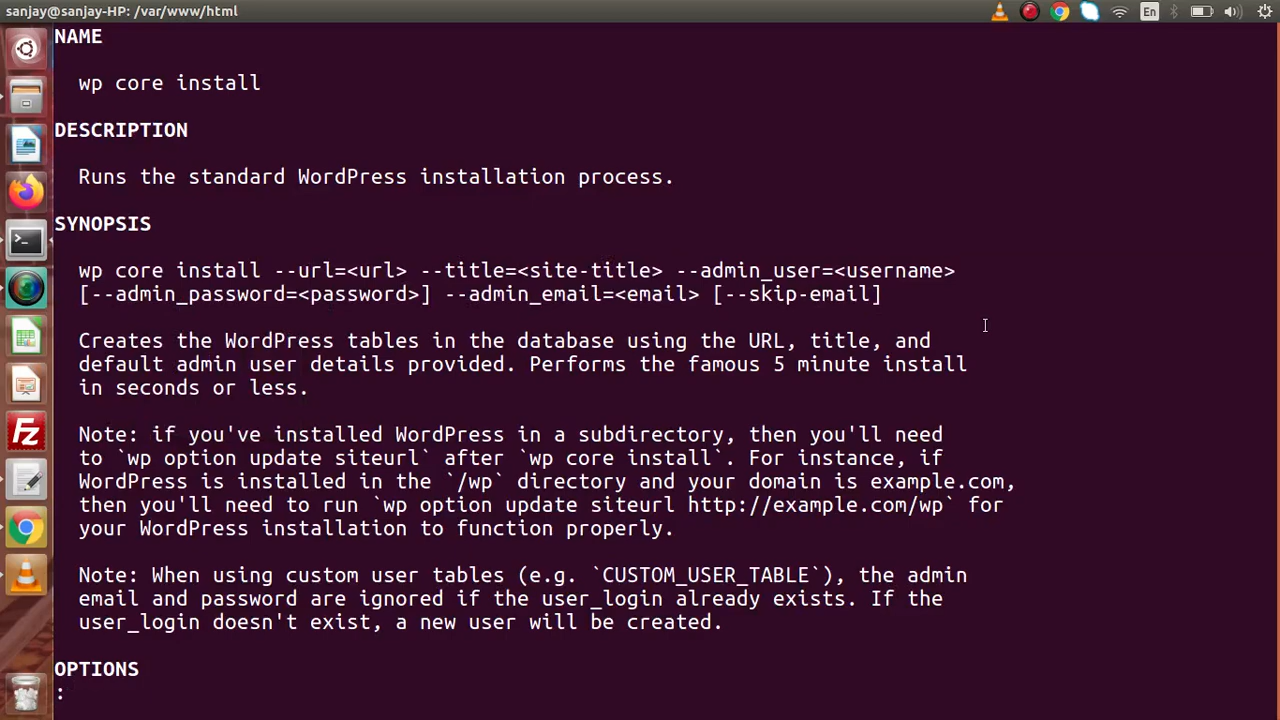 sanjay@sanjay-HP: /var/www/html
En
NAME
wp core install
DESCRIPTION
Runs the standard WordPress installation process.
SYNOPSIS
wp core install --url=<url> --title=<site-title> --admin_user=<username>
[--admin_password=<password>] --admin_email=<email> [--skip-email]
Creates the WordPress tables in the database using the URL, title, and
default admin user details provided. Performs the famous 5 minute install
in seconds or less.
Note: if you've installed WordPress in a subdirectory, then you'll need
to `wp option update siteurl` after `wp core install`. For instance, if
WordPress is installed in the `/wp` directory and your domain is example.com,
then you'll need to run `wp option update siteurl http://example.com/wp` for
your WordPress installation to function properly.
Note: When using custom user tables (e.g. `CUSTOM_USER_TABLE`), the admin
email and password are ignored if the user_login already exists. If the
user_login doesn't exist, a new user will be created.
OPTIONS
: